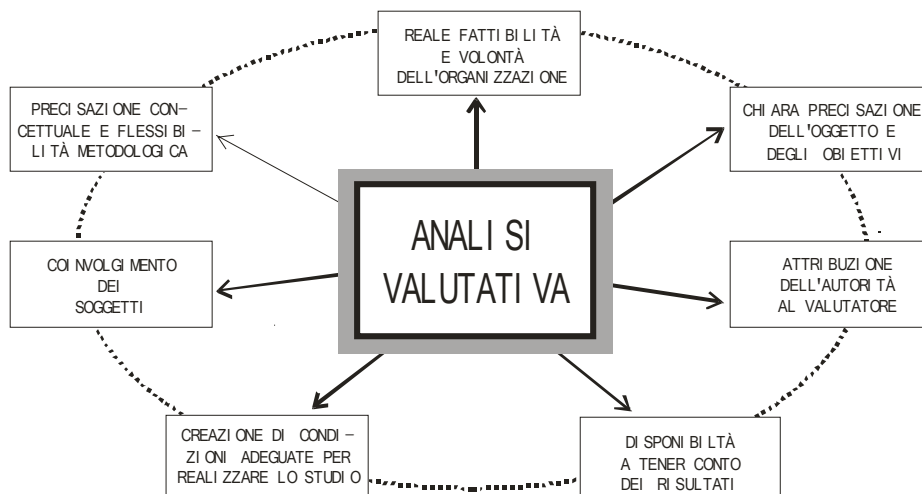 REALE FATTIBILITÀ
E VOLONTÀ
DELL'ORGANIZZAZIONE
PRECISAZIONE CON-
CETTUALE E FLESSIBI-
LITÀ METODOLOGICA
CHIARA PRECISAZIONE
DELL'OGGETTO E
DEGLI OBIETTIVI
ANALISI
VALUTATIVA
COINVOLGIMENTO
DEI
SOGGETTI
ATTRIBUZIONE
DELL'AUTORITÀ
AL VALUTATORE
CREAZIONE DI CONDI-
ZIONI ADEGUATE PER
REALIZZARE LO STUDIO
DISPONIBILTÀ
A TENER CONTO
DEI RISULTATI